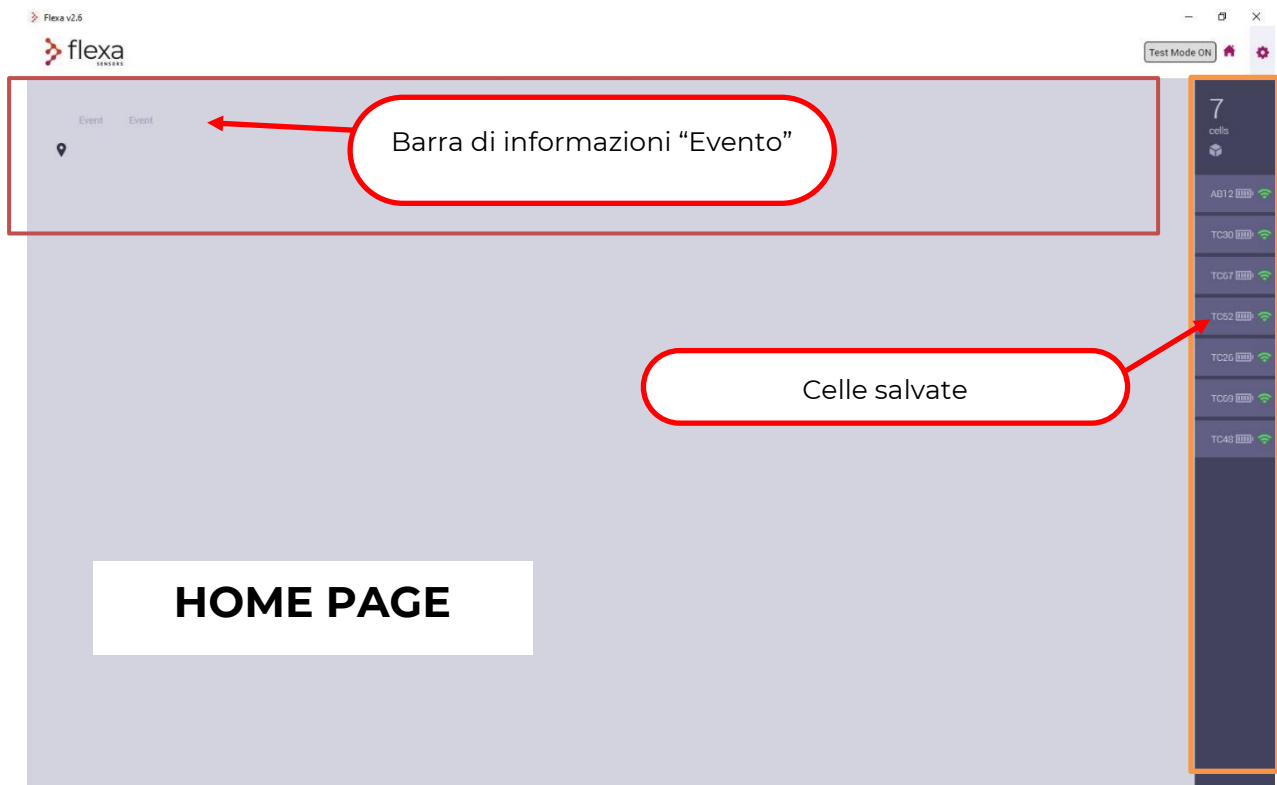 Flexa v2.6
flexa
SENSORS
Test Mode ON
Event Event
Barra di informazioni “Evento”
7
cells
AB12
TC30
TC67
TC52
Celle salvate
TC26
TC69
TC48
HOME PAGE